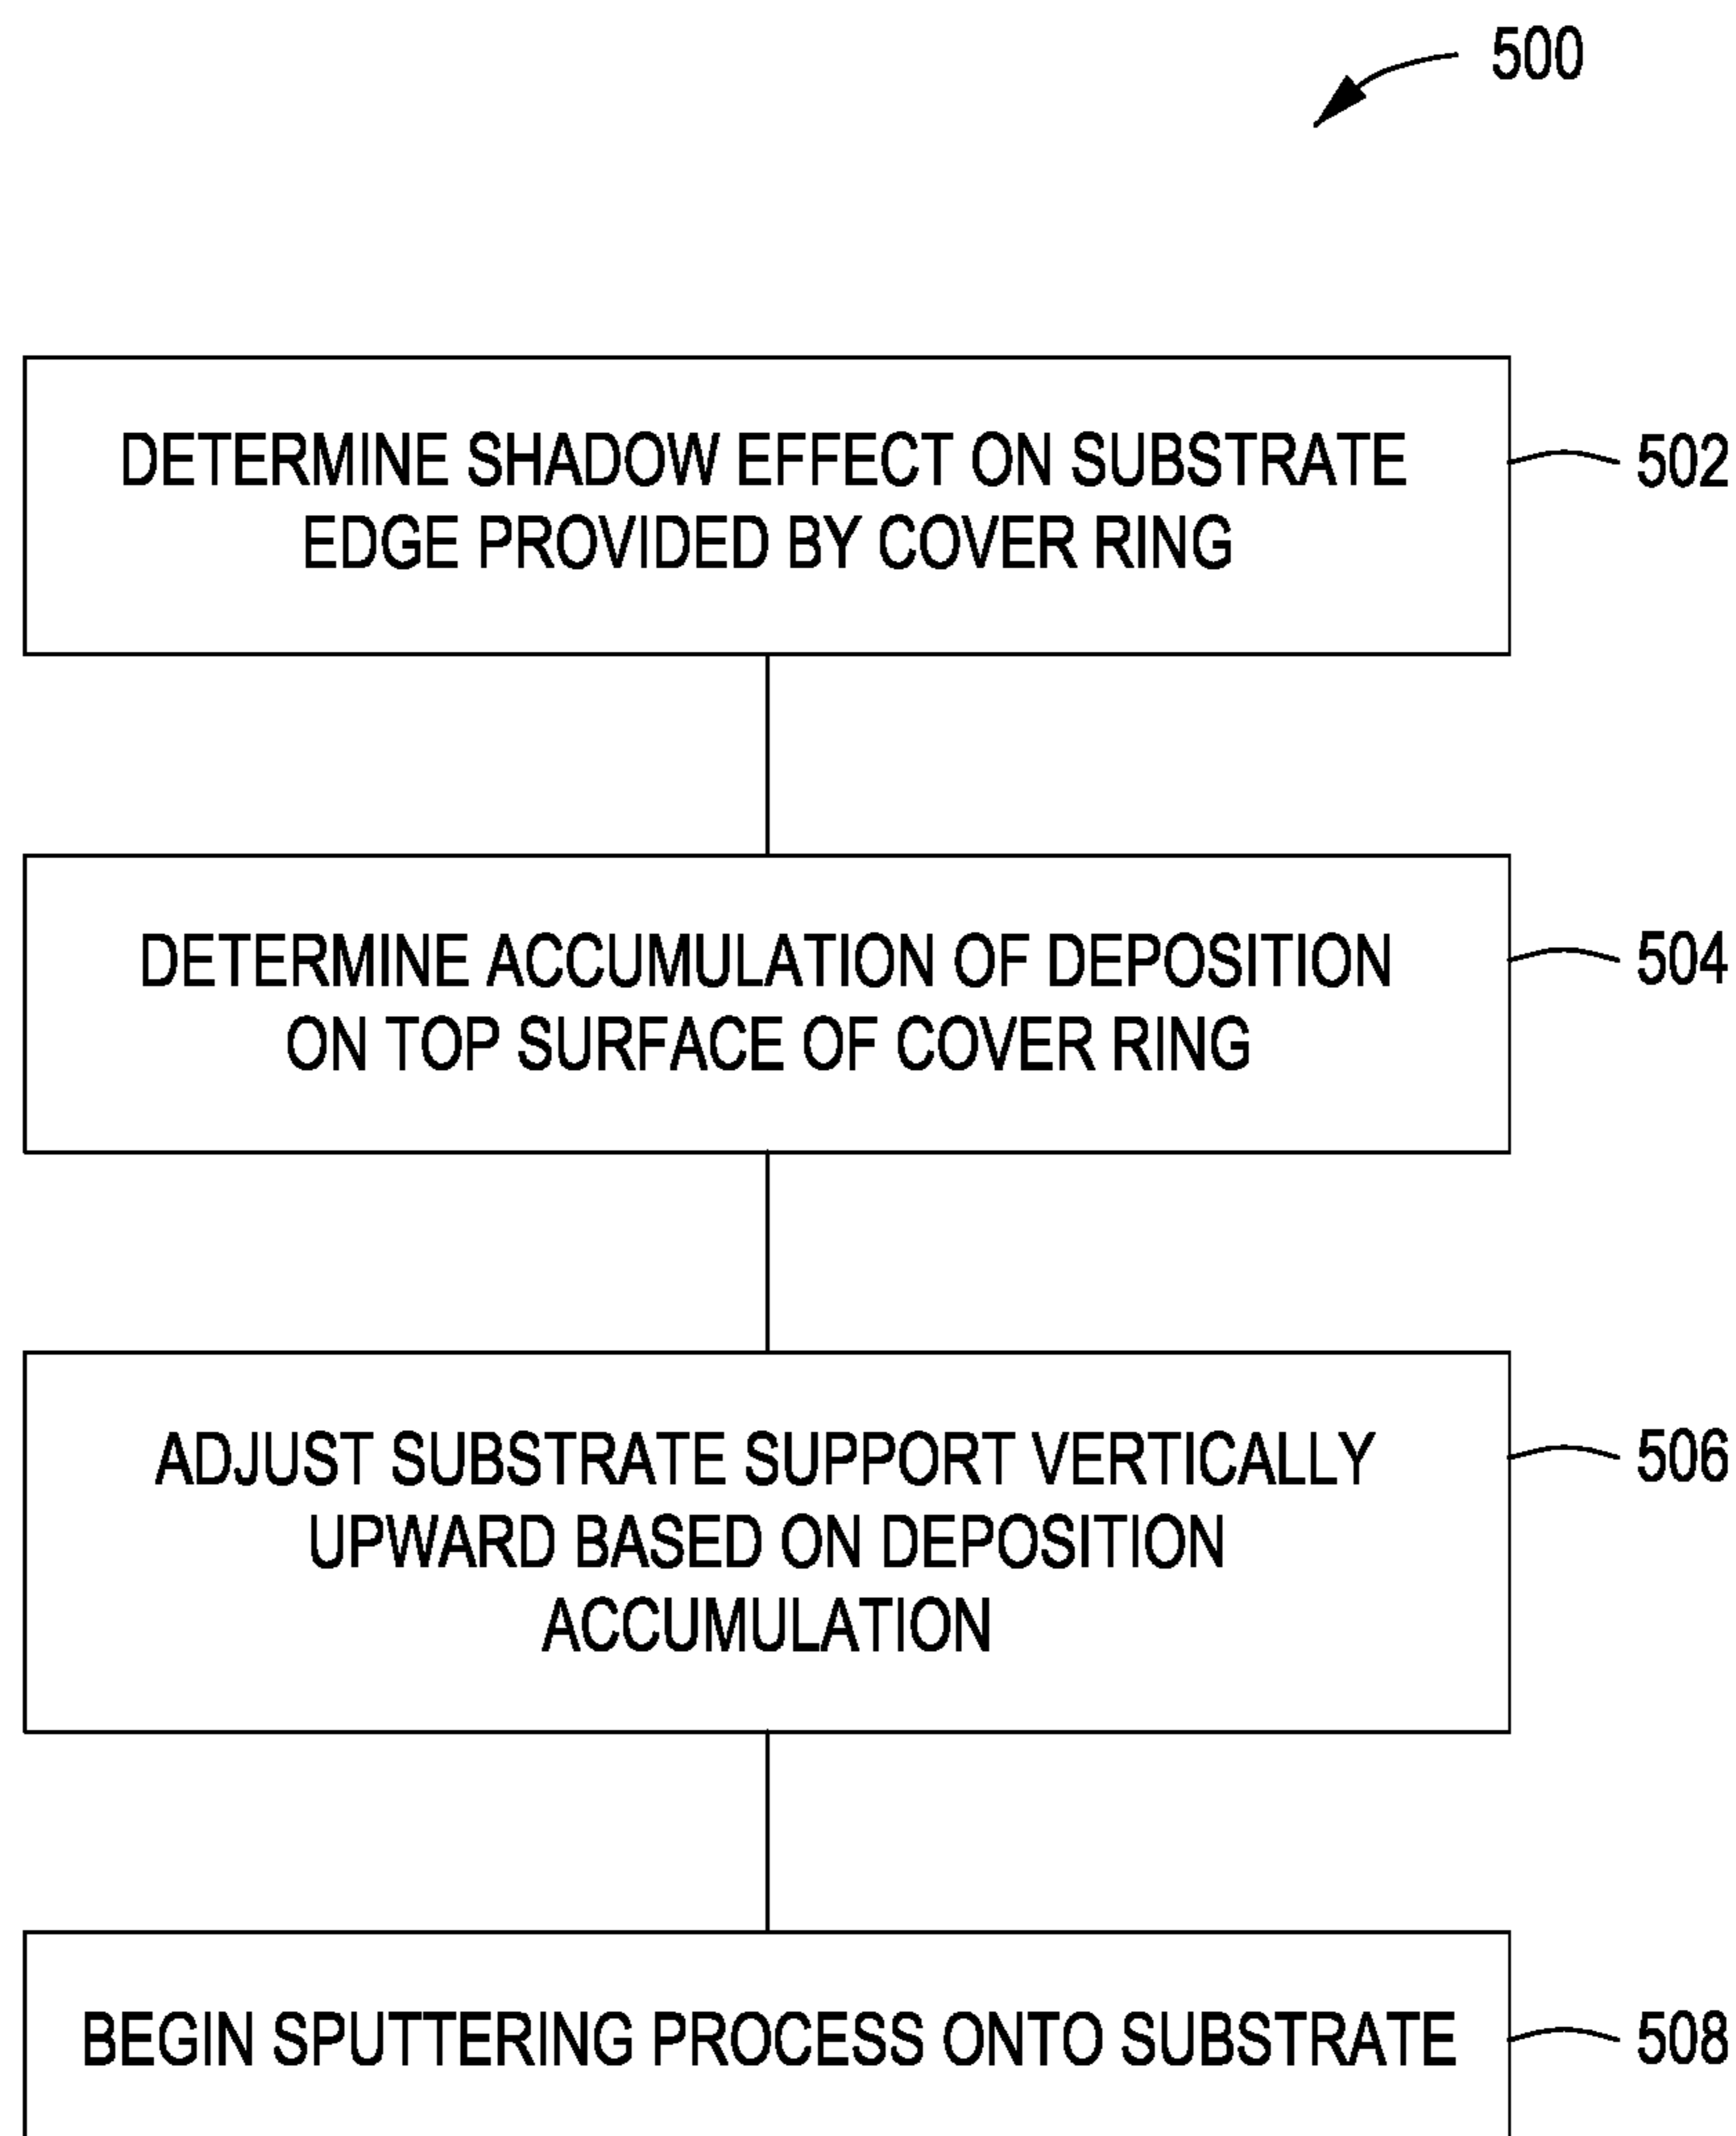 500
DETERMINE SHADOW EFFECT ON SUBSTRATE
EDGE PROVIDED BY COVER RING
502
DETERMINE ACCUMULATION OF DEPOSITION
ON TOP SURFACE OF COVER RING
504
ADJUST SUBSTRATE SUPPORT VERTICALLY
UPWARD BASED ON DEPOSITION
ACCUMULATION
506
BEGIN SPUTTERING PROCESS ONTO SUBSTRATE
508